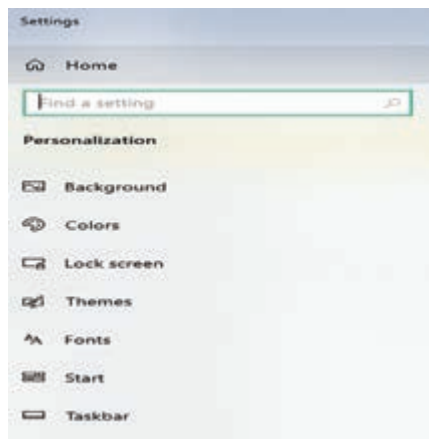 Settings
Home
Find a setting
Personalization
Background
Colors
Lock screen
Themes
Fonts
Start
Taskbar